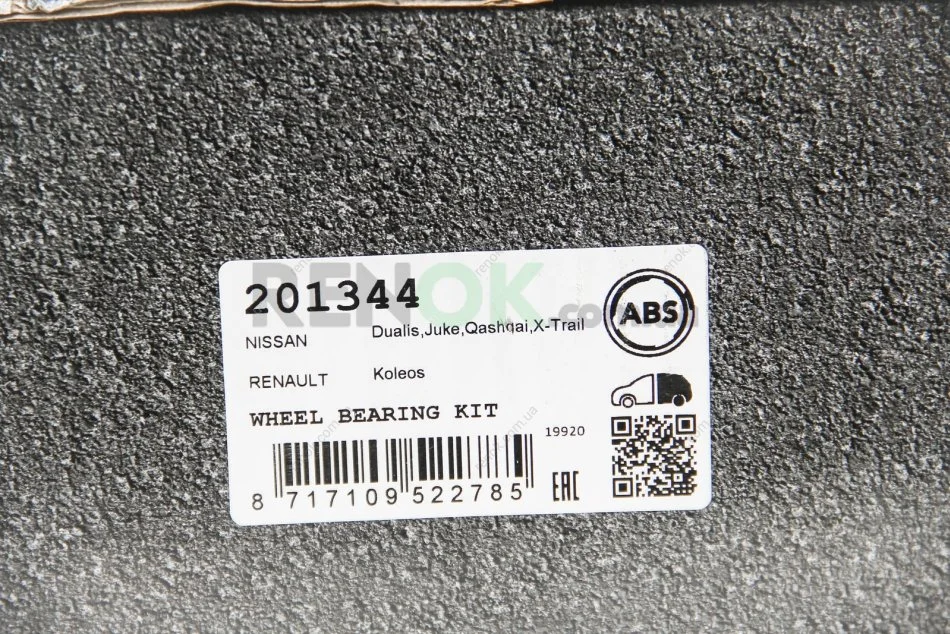 RENOK.com.ua
201344
ABS
NISSAN Dualis,Juke,Qashqai,X-Trail
RENAULT Koleos
WHEEL BEARING KIT
19920
8 717109 522785
EAC